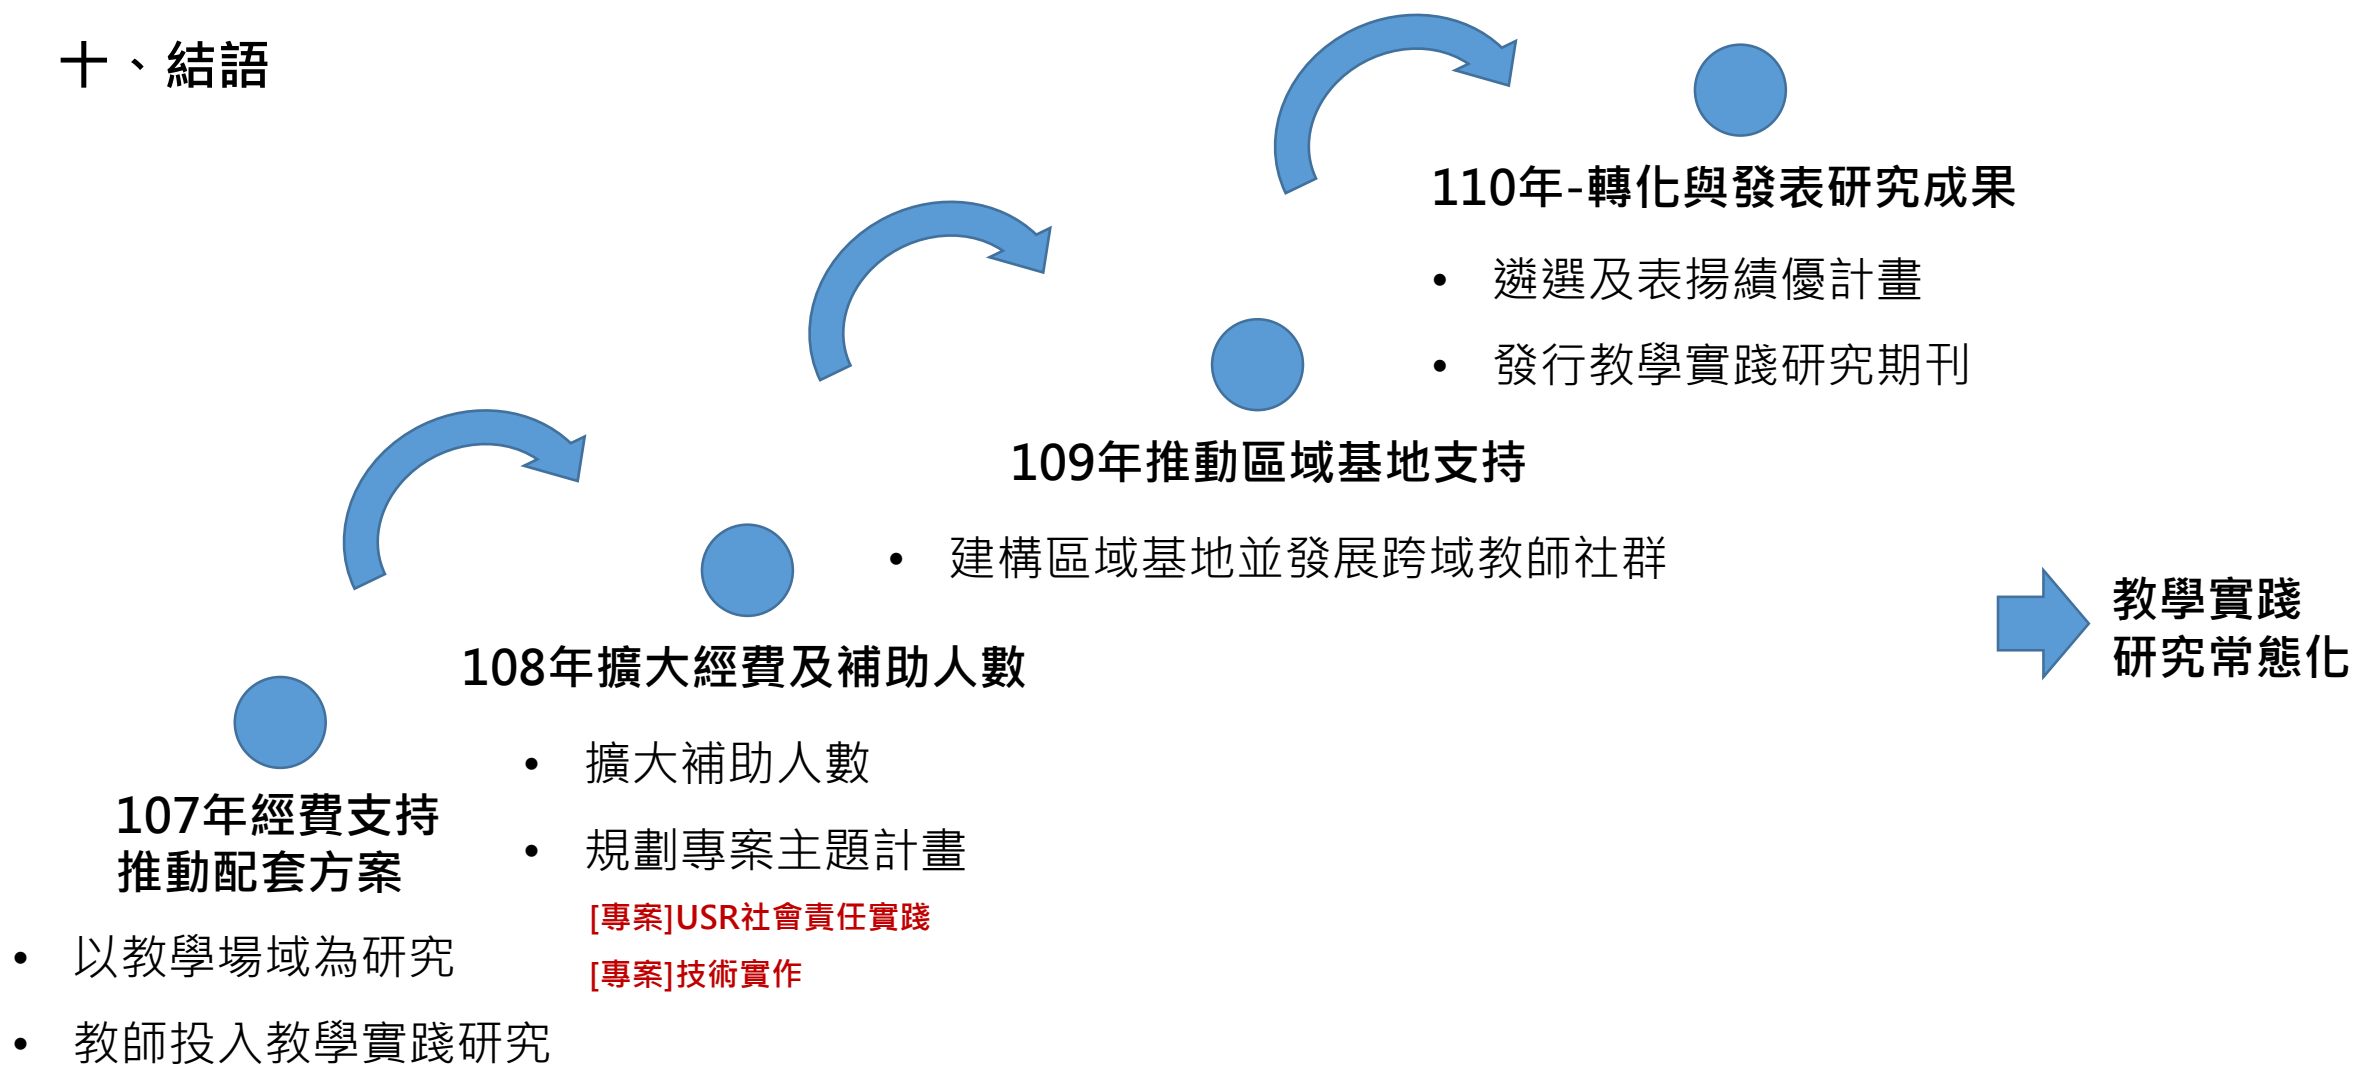 十、結語
107年經費支持
推動配套方案
• 以教學場域為研究
• 教師投入教學實踐研究
108年擴大經費及補助人數
• 擴大補助人數
• 規劃專案主題計畫
[專案]USR社會責任實踐
[專案]技術實作
109年推動區域基地支持
• 建構區域基地並發展跨域教師社群
110年-轉化與發表研究成果
• 遴選及表揚績優計畫
• 發行教學實踐研究期刊
教學實踐
研究常態化